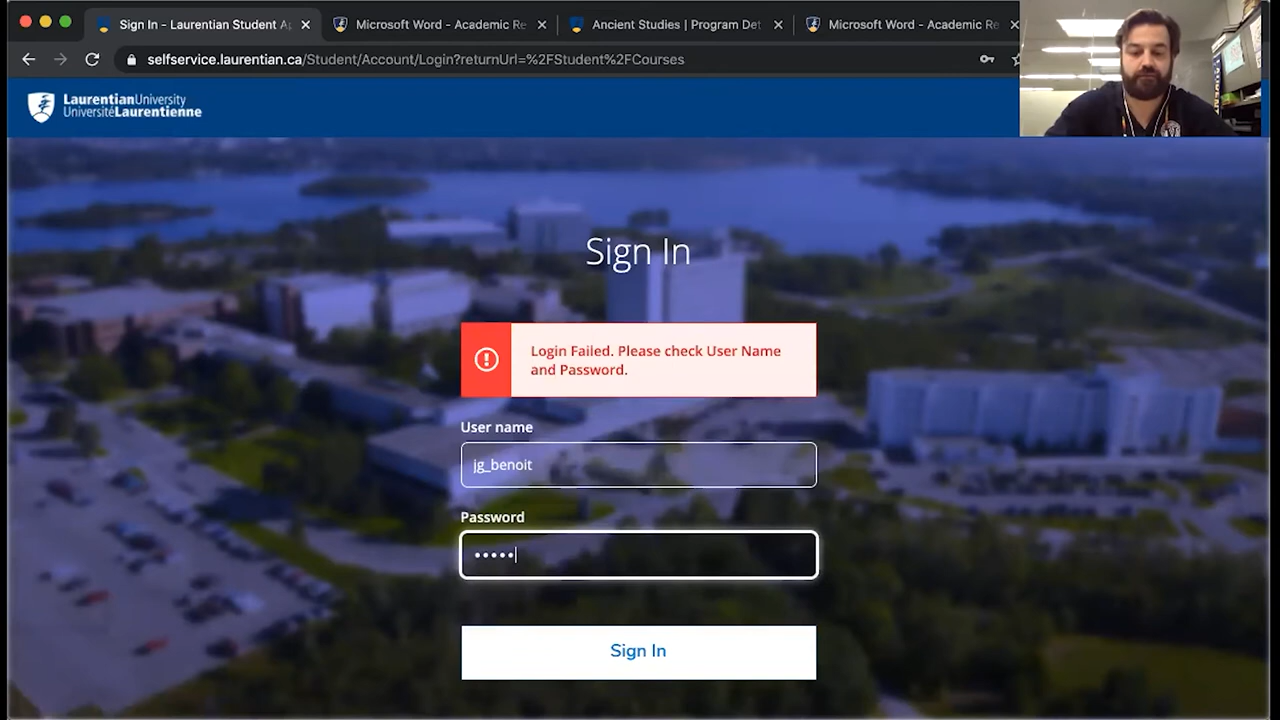 Sign In - Laurentian Student Ap
Microsoft Word - Academic Re
Ancient Studies | Program Det
Microsoft Word - Academic Re
selfservice.laurentian.ca/Student/Account/Login?returnUrl=%2FStudent%2FCourses
LaurentianUniversity
UniversitéLaurentienne
Sign In
Login Failed. Please check User Name
and Password.
User name
jg_benoit
Password
Sign In